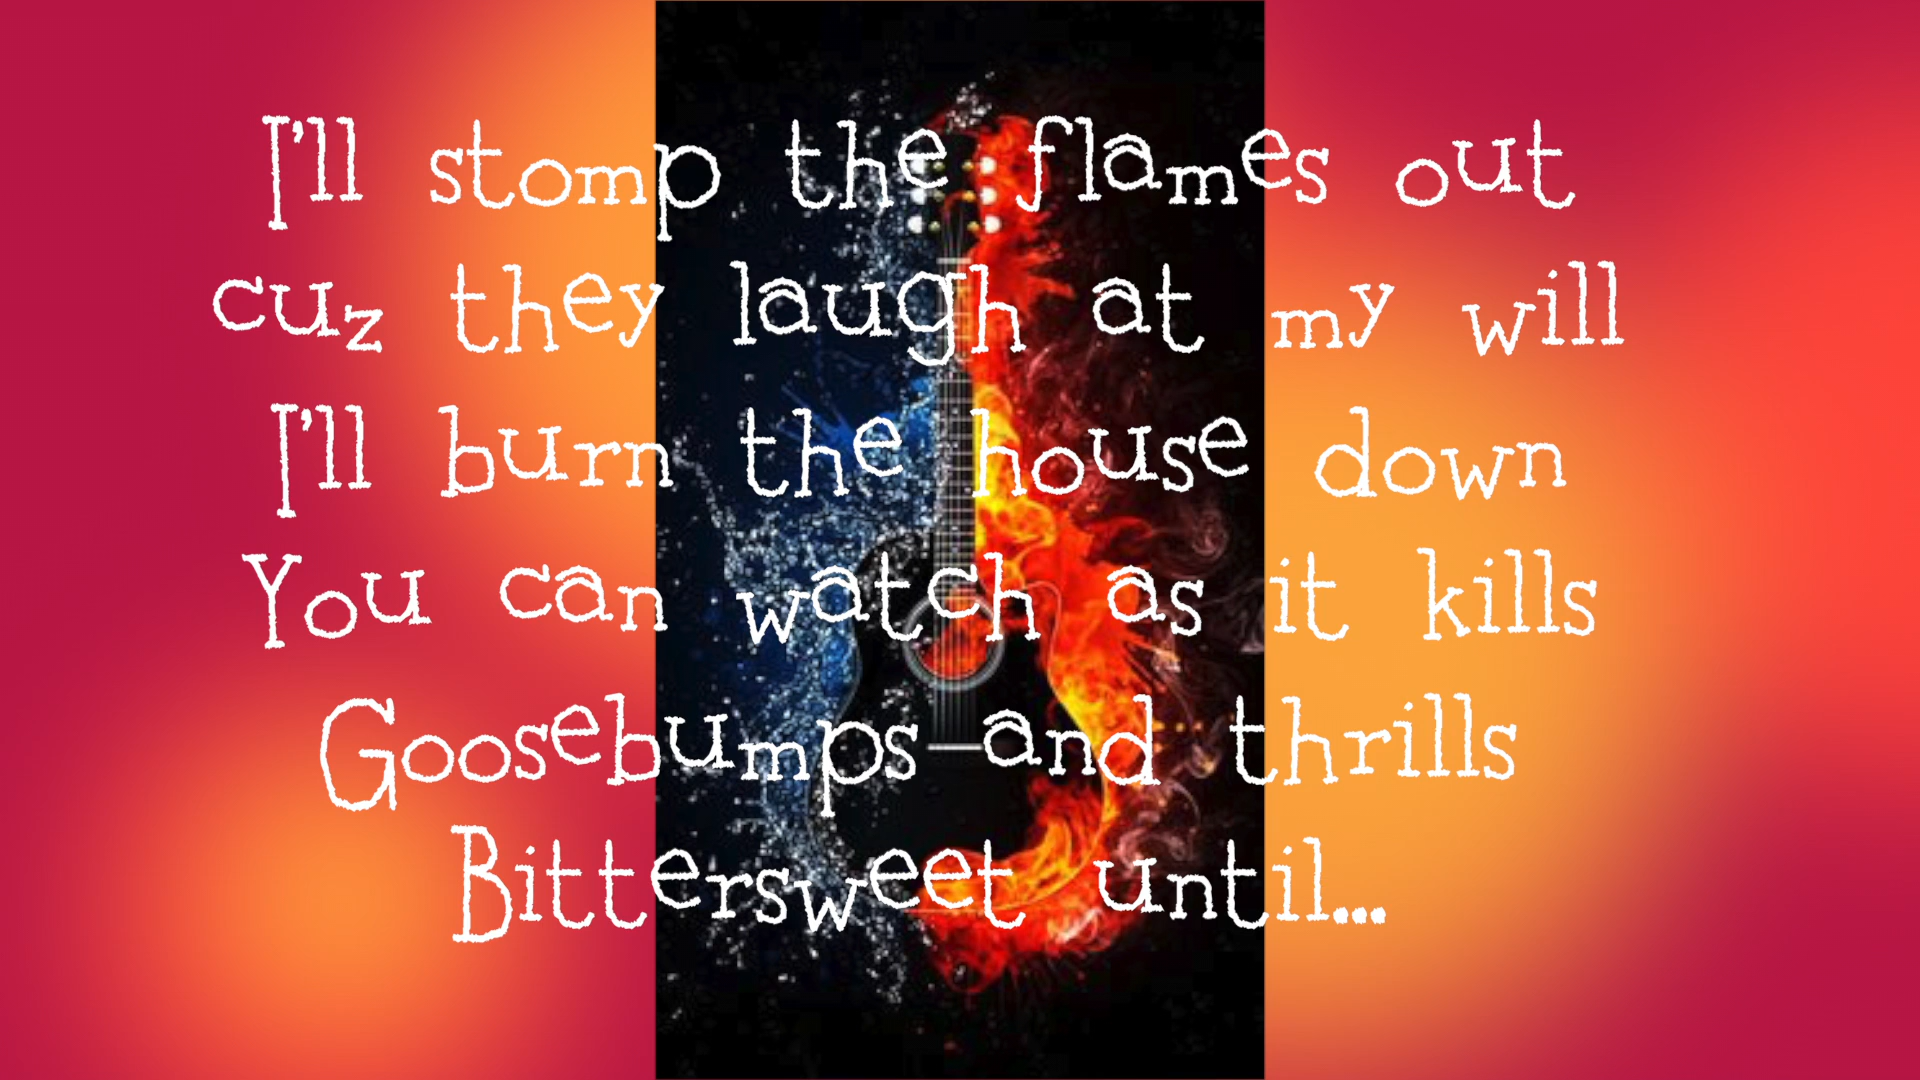 I'll stomp the flames out
cuz they laugh at my will
I'll burn the house down
You can watch as it kills
Goosebumps and thrills
Bittersweet until...